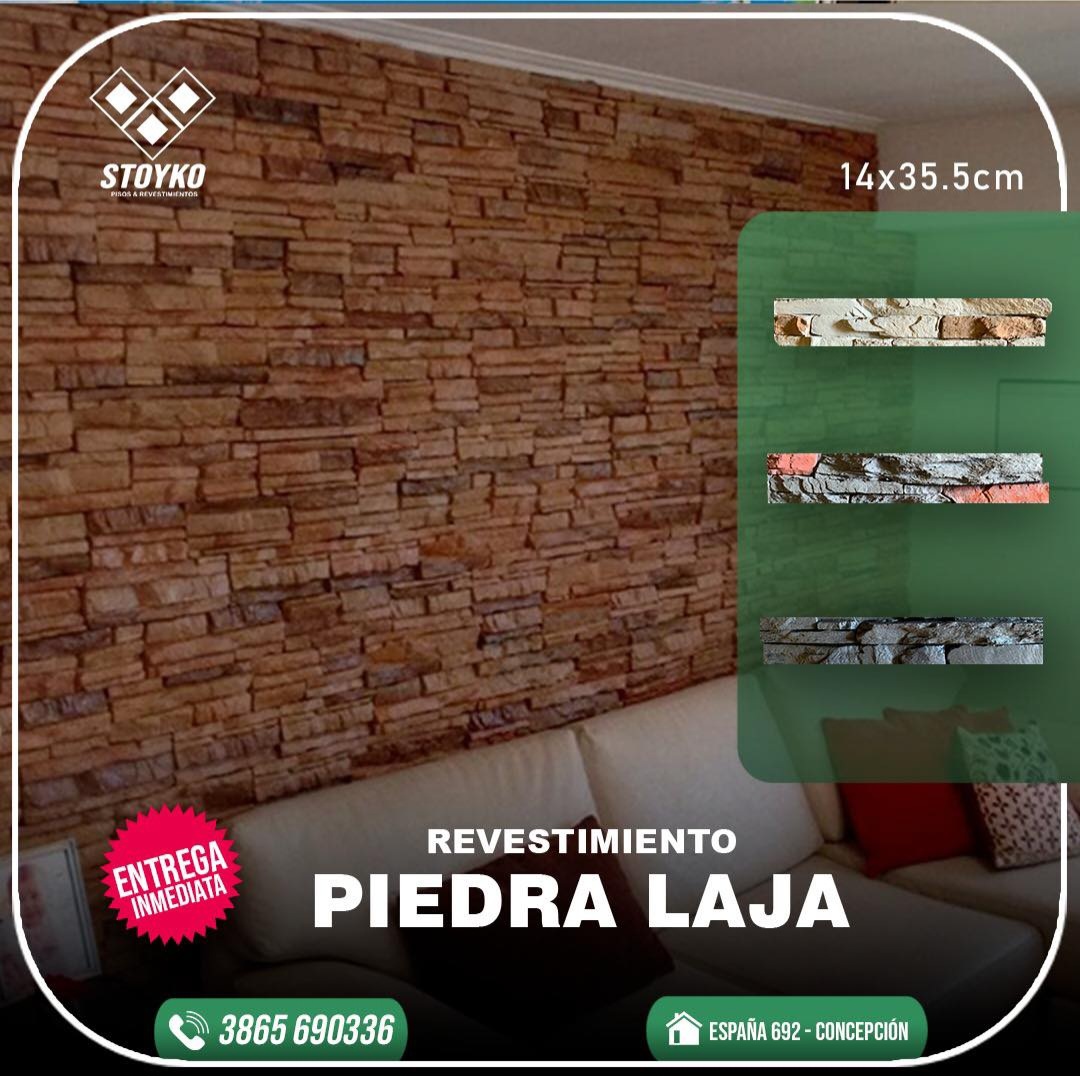 STOYKO
PISOS & REVESTIMIENTOS
14x35.5cm
ENTREGA
INMEDIATA
REVESTIMIENTO
PIEDRA LAJA
3865 690336
ESPAÑA 692 - CONCEPCIÓN